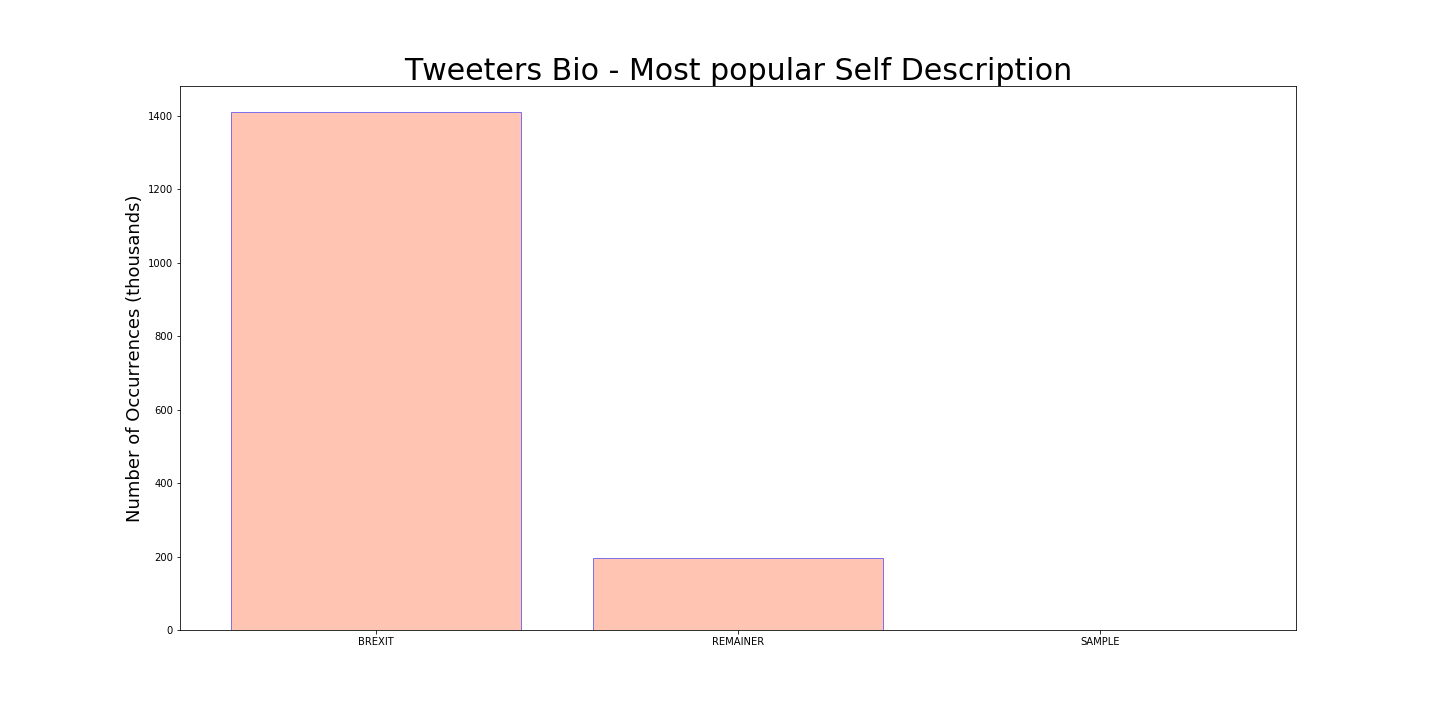 Tweeters Bio - Most popular Self Description
Number of Occurrences (thousands)
1400
1200
1000
800
600
400
200
0
BREXIT
REMAINER
SAMPLE